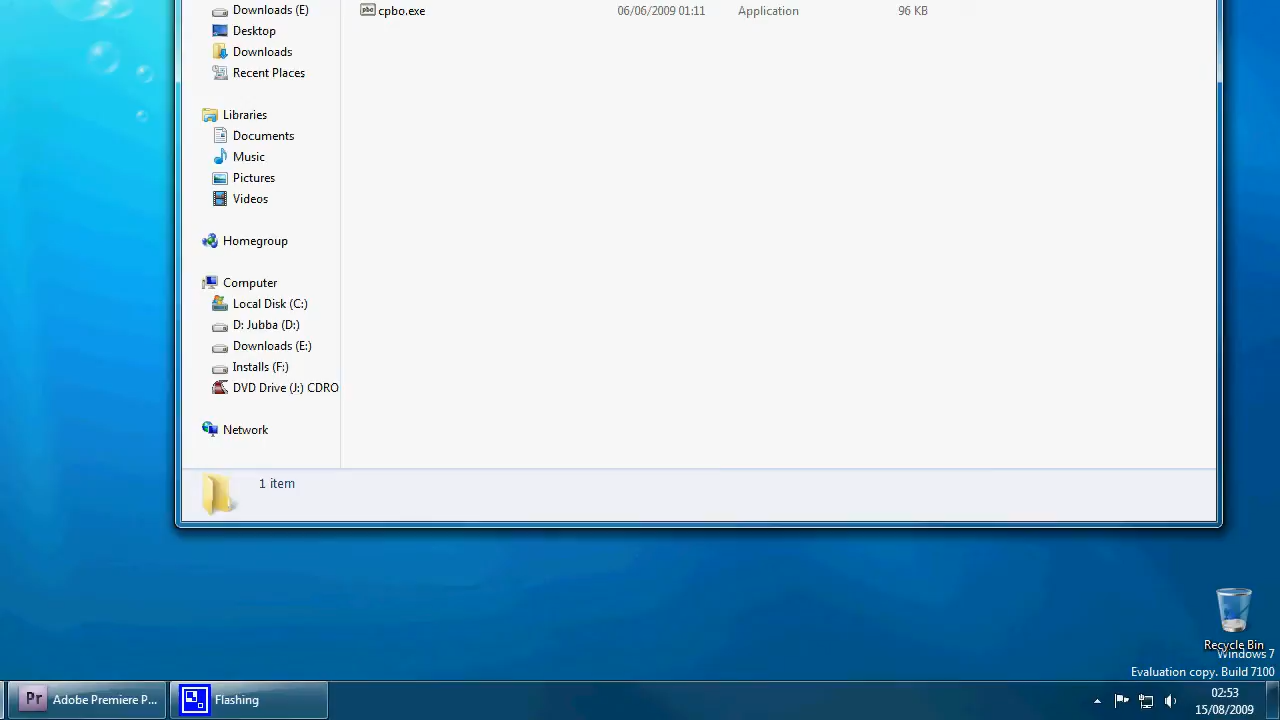 Downloads (E)
cpbo.exe 06/06/2009 01:11 Application 96 KB
Desktop
Downloads
Recent Places
Libraries
Documents
Music
Pictures
Videos
Homegroup
Computer
Local Disk (C:)
D: Jubba (D:)
Downloads (E:)
Installs (F:)
DVD Drive (J:) CDRO
Network
1 item
Recycle Bin
Windows 7
Evaluation copy. Build 7100
Pr Adobe Premiere P...
Flashing
02:53
15/08/2009